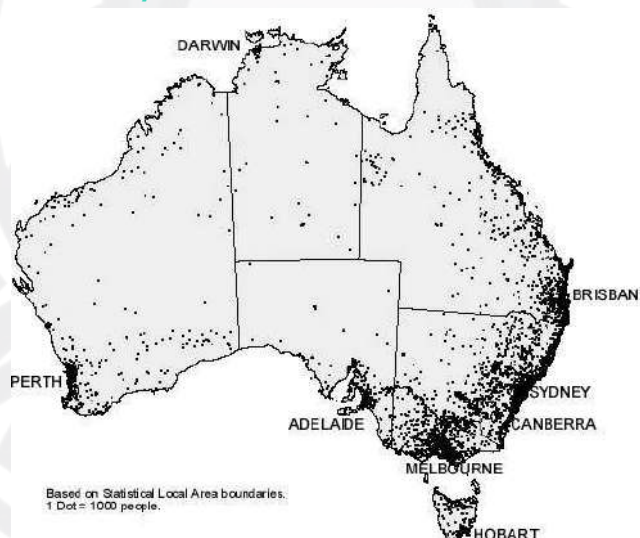 DARWIN
BRISBAN
PERTH
SYDNEY
ADELAIDE
CANBERRA
MELBOURNE
Based on Statistical Local Area boundaries.
1 Dot = 1000 people.
HOBART